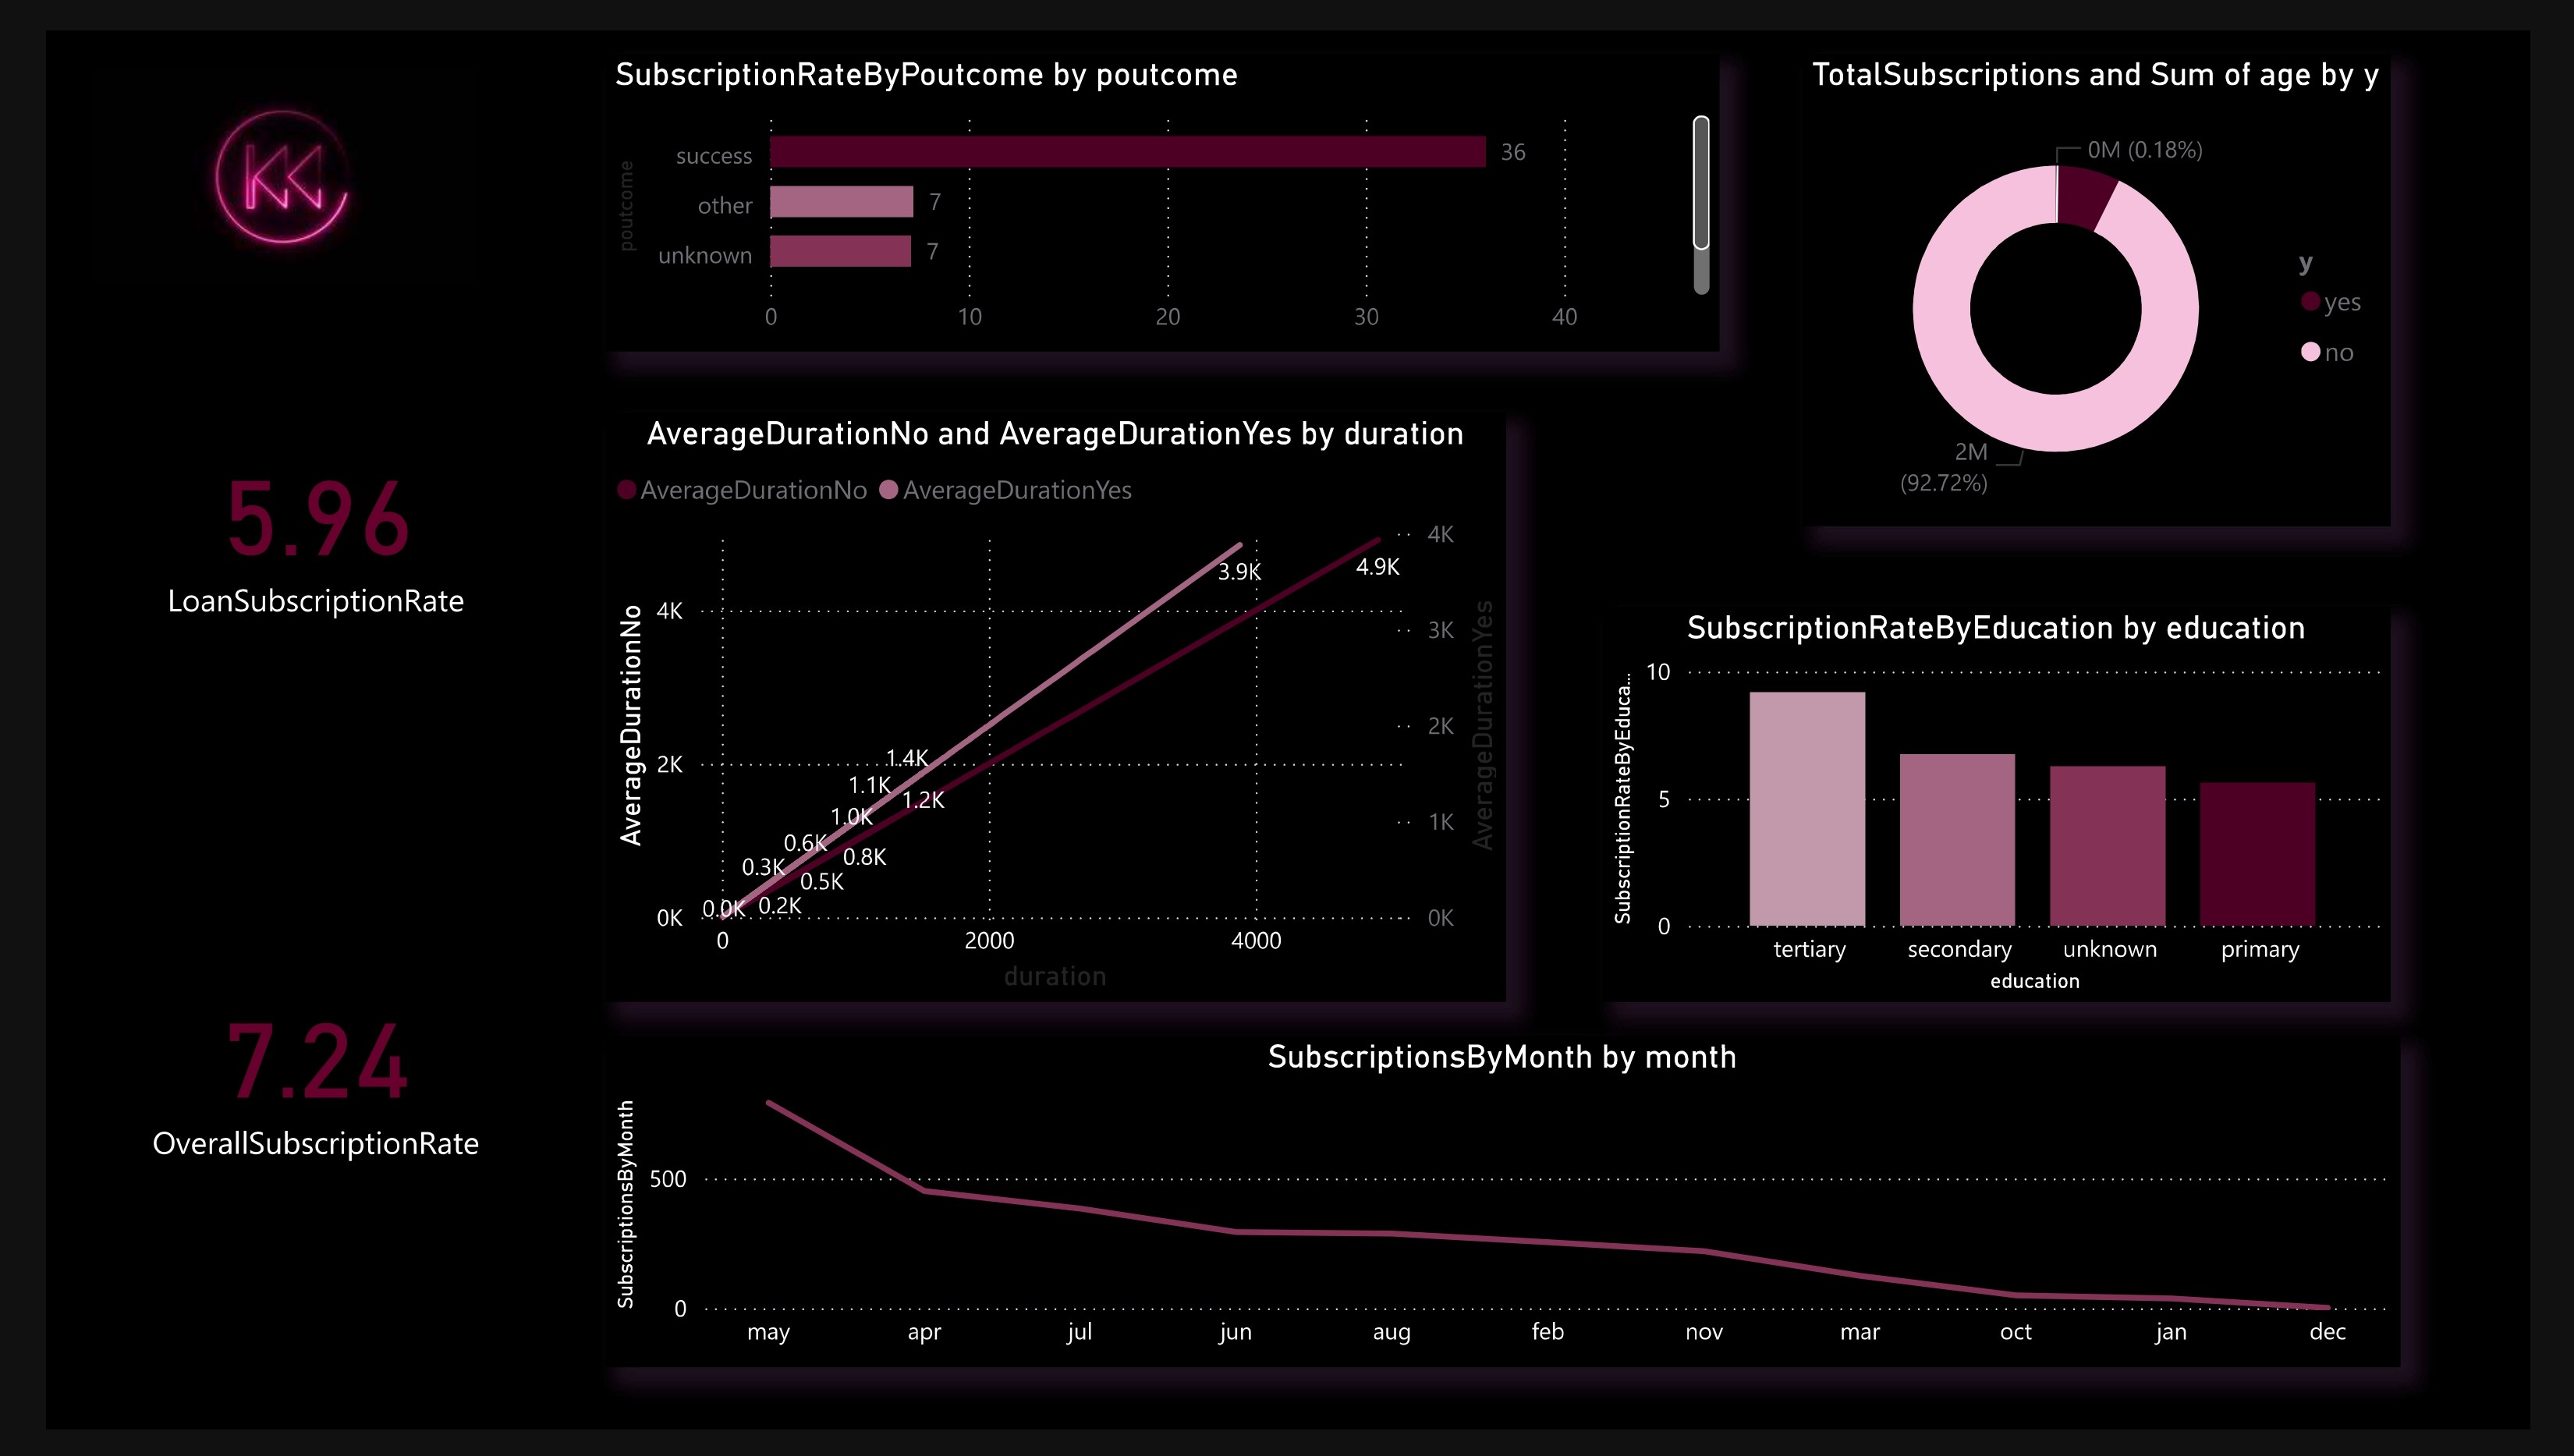 SubscriptionRateByPoutcome by poutcome
poutcome
success
36
other
7
unknown
7
0 10 20 30 40
TotalSubscriptions and Sum of age by y
0M (0.18%)
2M
(92.72%)
y
yes
no
5.96
LoanSubscriptionRate
AverageDurationNo and AverageDurationYes by duration
AverageDurationNo AverageDurationYes
AverageDurationNo
4K
2K
0K
4K
3K
2K
1K
0K
AverageDurationYes
3.9K
4.9K
1.4K
1.1K
1.2K
1.0K
0.6K
0.8K
0.3K
0.5K
0.0K
0.2K
0 2000 4000
duration
SubscriptionRateByEducation by education
SubscriptionRateByEduca...
10
5
0
tertiary secondary unknown primary
education
7.24
OverallSubscriptionRate
SubscriptionsByMonth by month
SubscriptionsByMonth
500
0
may apr jul jun aug feb nov mar oct jan dec